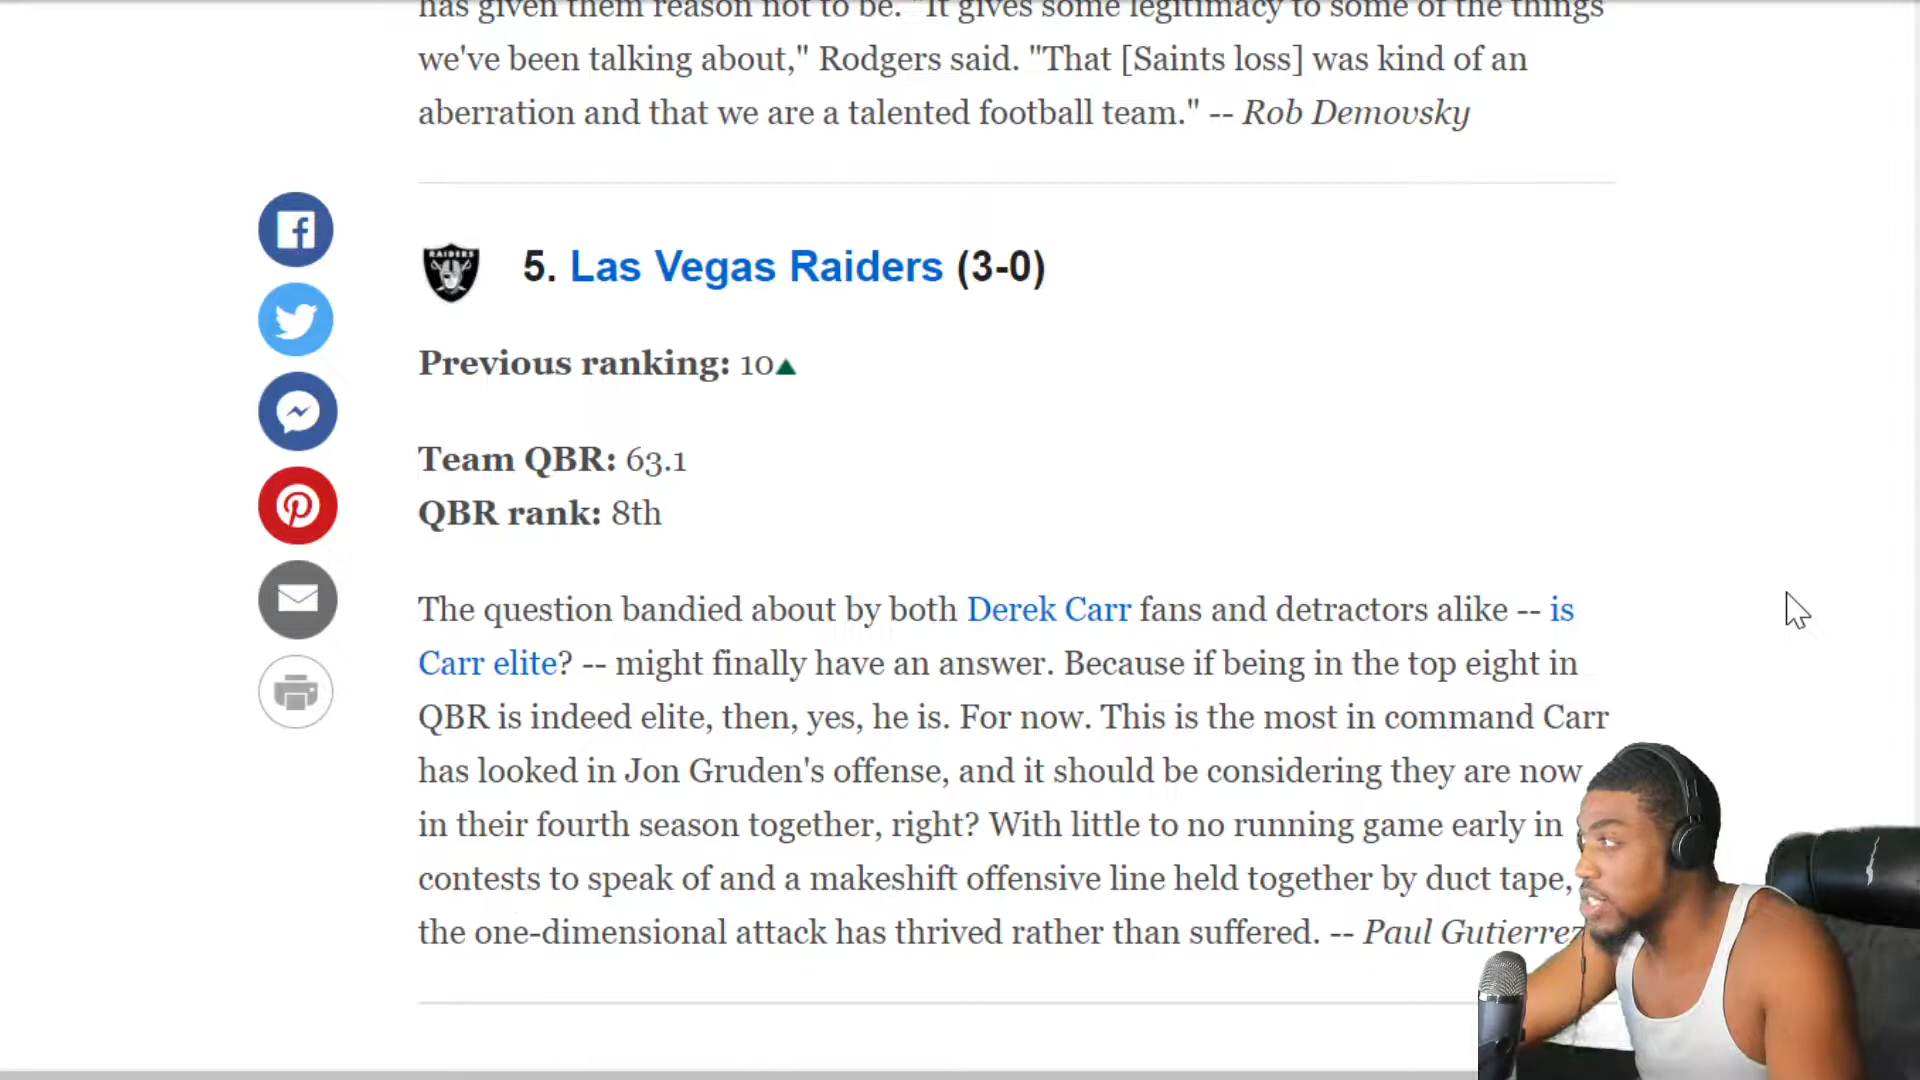 has given them reason not to be. "It gives some legitimacy to some of the things
we've been talking about," Rodgers said. "That [Saints loss] was kind of an
aberration and that we are a talented football team." -- Rob Demovsky
RAIDERS
5. Las Vegas Raiders (3-0)
Previous ranking: 10▲
Team QBR: 63.1
QBR rank: 8th
The question bandied about by both Derek Carr fans and detractors alike -- is
Carr elite? -- might finally have an answer. Because if being in the top eight in
QBR is indeed elite, then, yes, he is. For now. This is the most in command Carr
has looked in Jon Gruden's offense, and it should be considering they are now
in their fourth season together, right? With little to no running game early in
contests to speak of and a makeshift offensive line held together by duct tape,
the one-dimensional attack has thrived rather than suffered. -- Paul Gutierrez